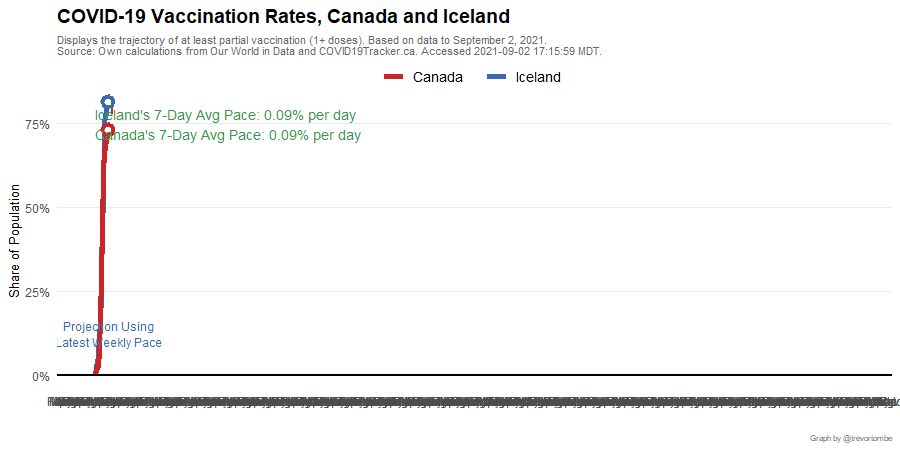 COVID-19 Vaccination Rates, Canada and Iceland
Displays the trajectory of at least partial vaccination (1+ doses). Based on data to September 2, 2021.
Source: Own calculations from Our World in Data and COVID19Tracker.ca. Accessed 2021-09-02 17:15:59 MDT.
Canada
Iceland
Iceland's 7-Day Avg Pace: 0.09% per day
75%
Canada's 7-Day Avg Pace: 0.09% per day
50%
Share of Population
25%
Projection Using
Latest Weekly Pace
0%
Graph by @trevortombe